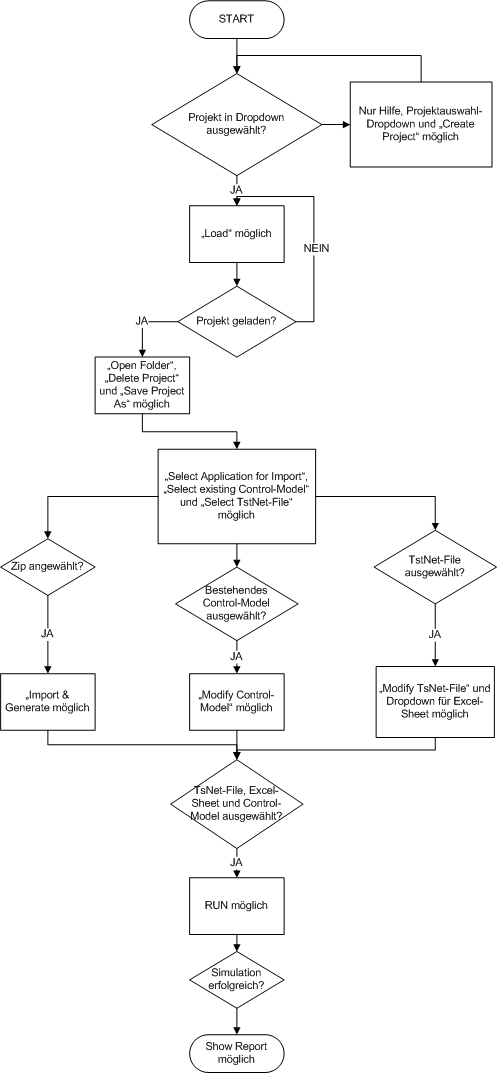 START
Projekt in Dropdown
ausgewählt?
Nur Hilfe, Projektauswahl-
Dropdown und „Create
Project“ möglich
JA
„Load“ möglich
NEIN
Projekt geladen?
JA
„Open Folder“,
„Delete Project“
und „Save Project
As“ möglich
„Select Application for Import“,
„Select existing Control-Model“
und „Select TstNet-File“
möglich
Zip angewählt?
Bestehendes
Control-Model
ausgewählt?
TstNet-File
ausgewählt?
JA
JA
JA
„Import &
Generate möglich
„Modify Control-
Model“ möglich
„Modify TsNet-File“ und
Dropdown für Excel-
Sheet möglich
TsNet-File, Excel-
Sheet und Control-
Model ausgewählt?
JA
RUN möglich
Simulation
erfolgreich?
Show Report
möglich